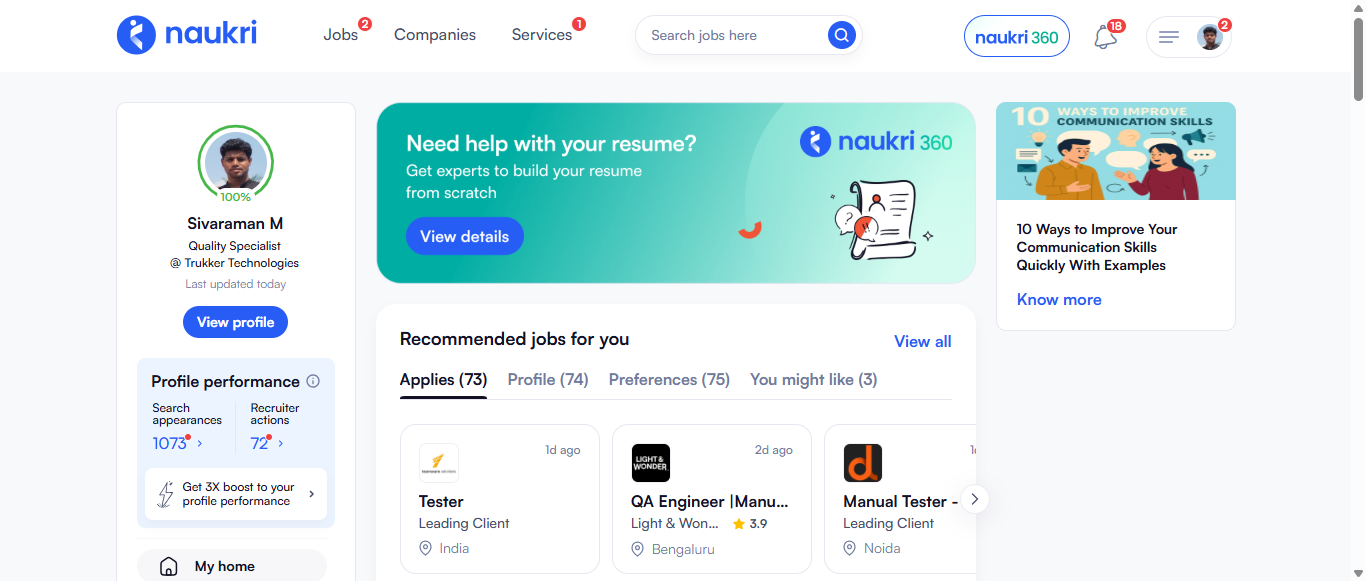 naukri
Jobs 2
Companies
Services 1
Search jobs here
naukri 360
18
2
100%
Sivaraman M
Quality Specialist
@ Trukker Technologies
Last updated today
View profile
Profile performance
Search
appearances
1073
Recruiter
actions
72
Get 3X boost to your
profile performance
My home
Need help with your resume?
Get experts to build your resume
from scratch
View details
naukri 360
?
Recommended jobs for you
View all
Applies (73)
Profile (74)
Preferences (75)
You might like (3)
1d ago
Tester
Leading Client
India
LIGHT &
WONDER
2d ago
QA Engineer |Manu...
Light & Won...
3.9
Bengaluru
d
Manual Tester -
Leading Client
Noida
10 WAYS TO IMPROVE
COMMUNICATION SKILLS
10 Ways to Improve Your
Communication Skills
Quickly With Examples
Know more